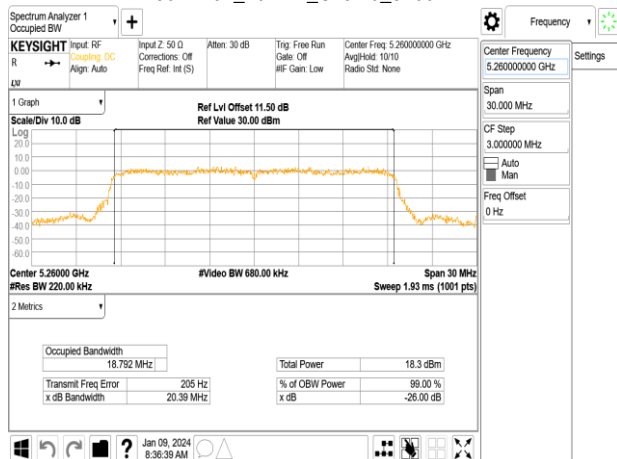 Spectrum Analyzer 1
Occupied BW
Frequency
KEYSIGHT
Input: RF
Coupling: DC
Align: Auto
R
Input Z: 50 Ω
Corrections: Off
Freq Ref: Int (S)
Atten: 30 dB
Trig: Free Run
Gate: Off
#IF Gain: Low
Center Freq: 5.260000000 GHz
Avg|Hold: 10/10
Radio Std: None
Center Frequency
5.260000000 GHz
Settings
Span
30.000 MHz
CF Step
3.000000 MHz
Auto
Man
Freq Offset
0 Hz
1 Graph
Scale/Div 10.0 dB
Ref Lvl Offset 11.50 dB
Ref Value 30.00 dBm
Log
20.0
10.0
0.00
-10.0
-20.0
-30.0
-40.0
-50.0
-60.0
Center 5.26000 GHz
#Res BW 220.00 kHz
#Video BW 680.00 kHz
Span 30 MHz
Sweep 1.93 ms (1001 pts)
2 Metrics
Occupied Bandwidth
18.792 MHz
Transmit Freq Error 205 Hz
x dB Bandwidth 20.39 MHz
Total Power 18.3 dBm
% of OBW Power 99.00 %
x dB -26.00 dB
?
Jan 09, 2024
8:36:39 AM